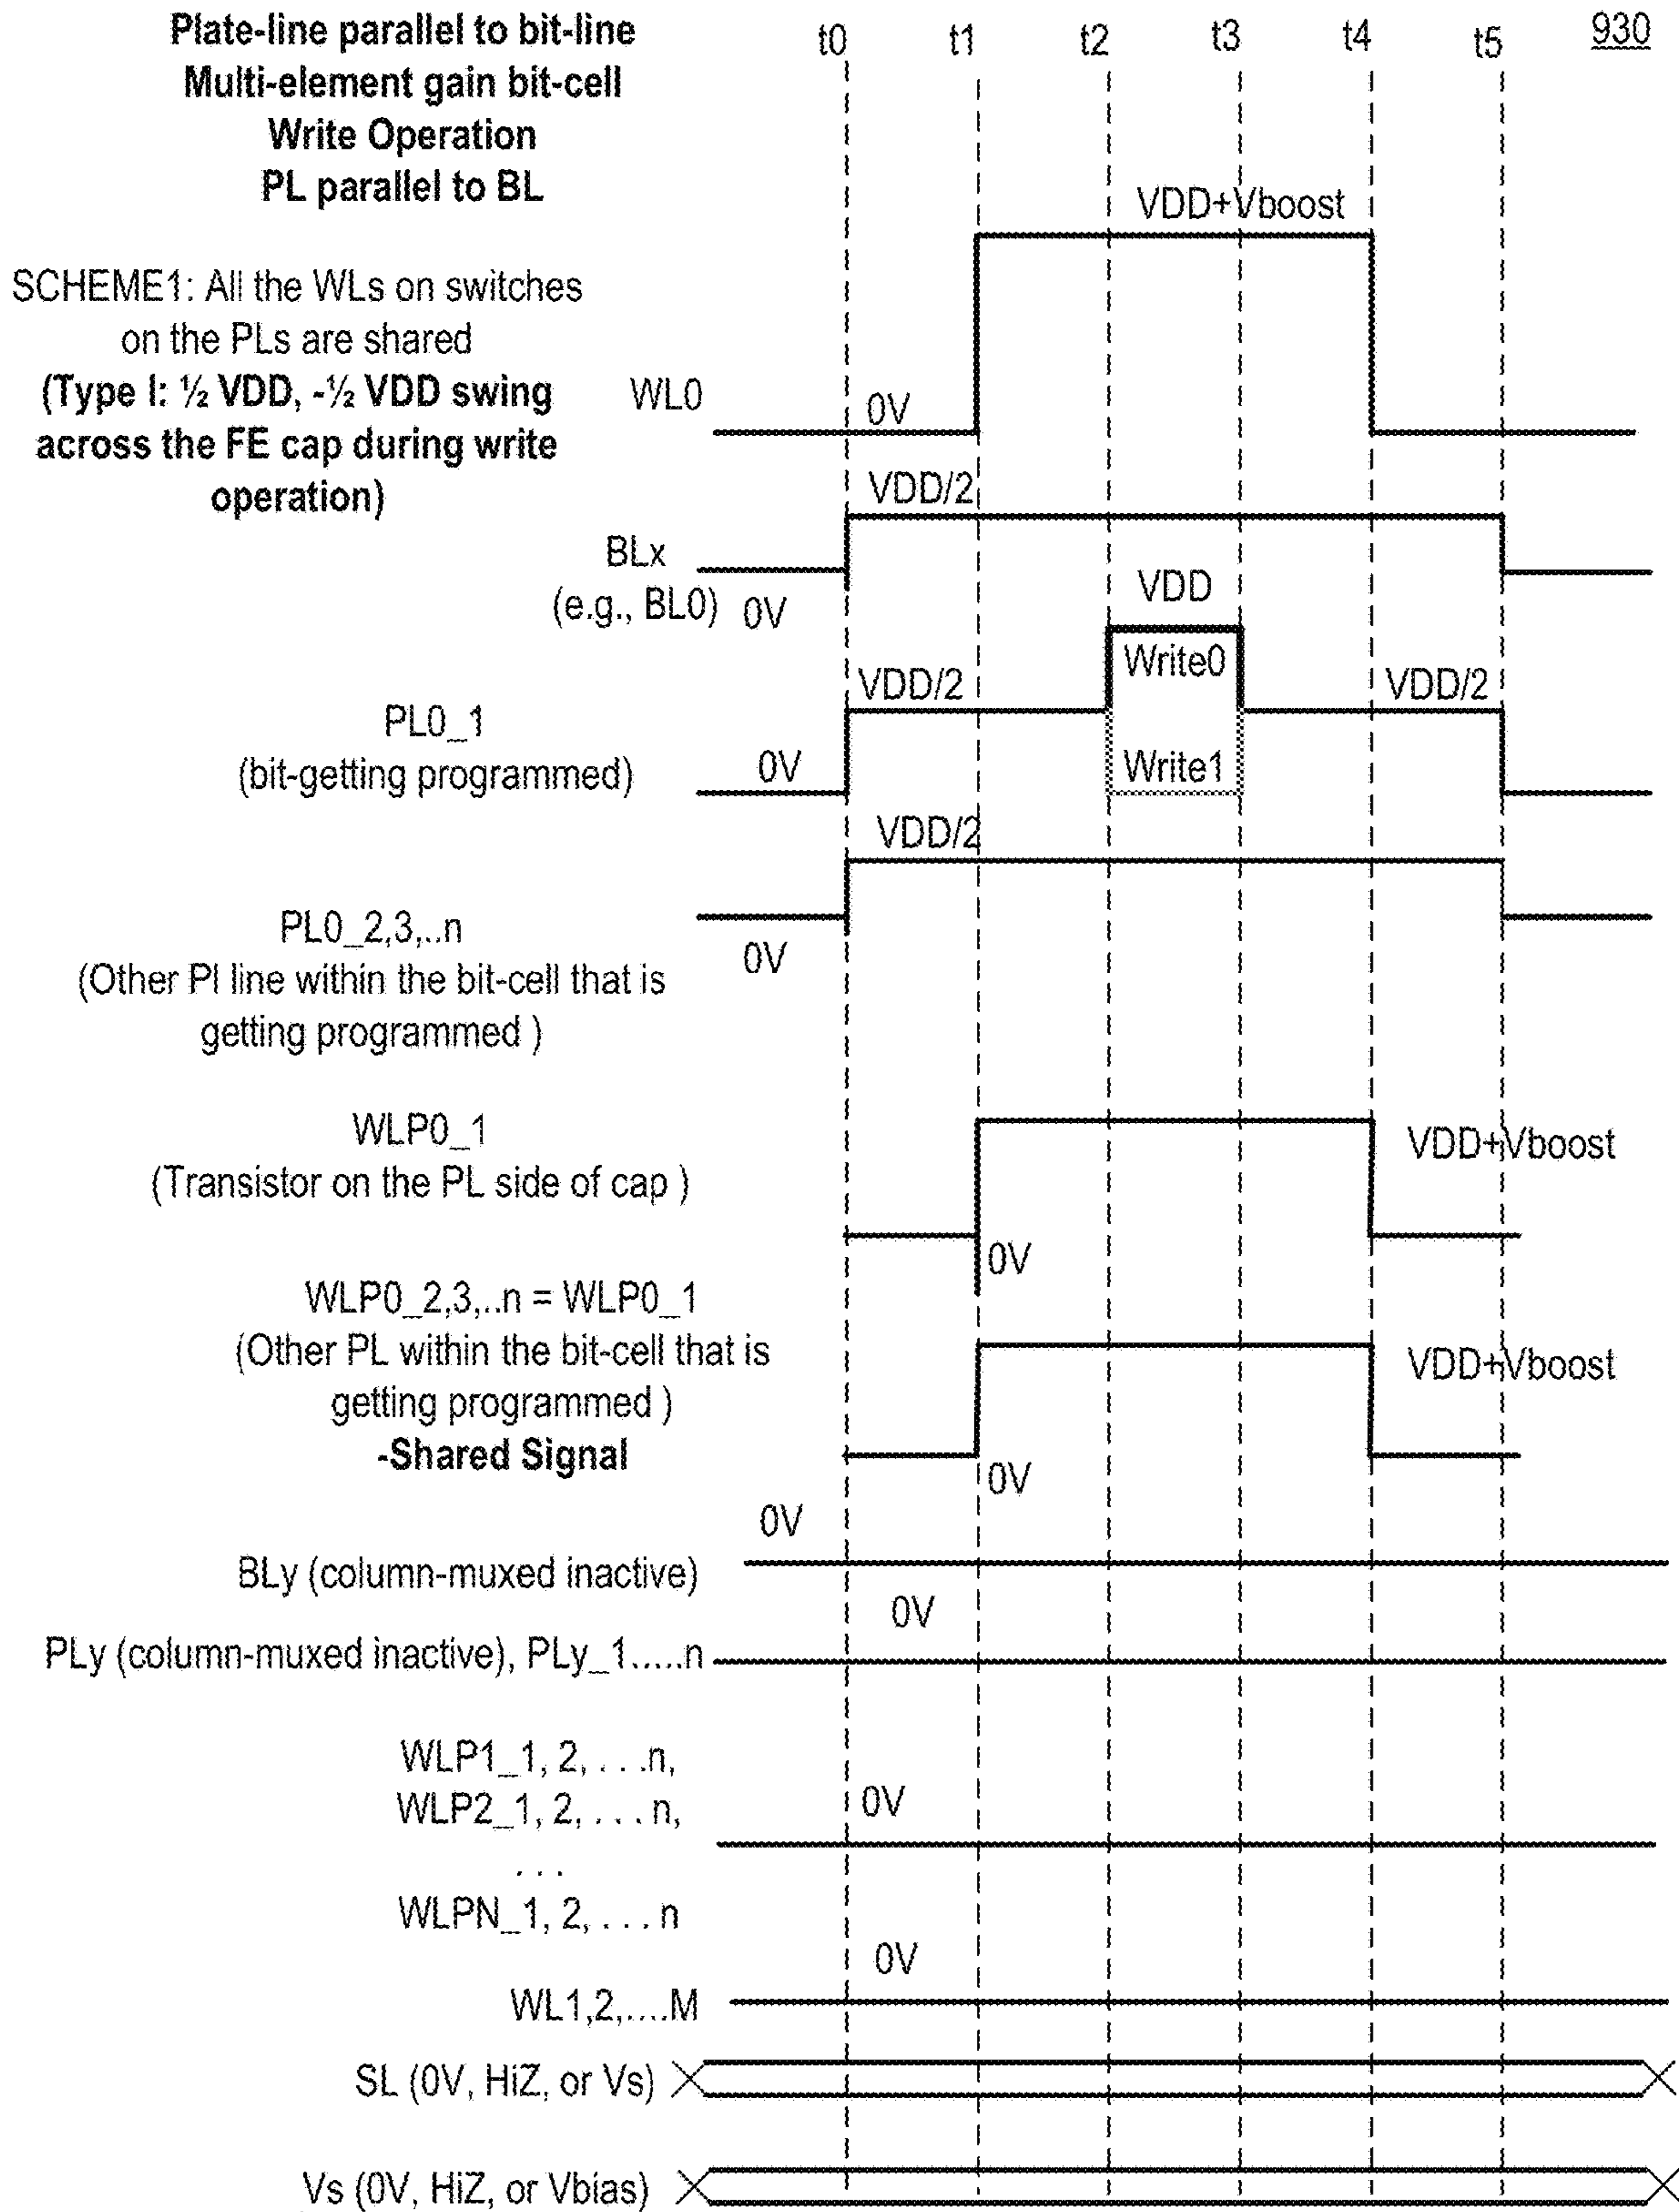 Plate-line parallel to bit-line
Multi-element gain bit-cell
Write Operation
PL parallel to BL
t0 t1 t2 t3 t4 t5 930
SCHEME1: All the WLs on switches
on the PLs are shared
(Type I: ½ VDD, -½ VDD swing
across the FE cap during write
operation)
VDD+Vboost
WL0
0V
VDD/2
BLx
(e.g., BL0)
0V
VDD
Write0
VDD/2
VDD/2
PL0_1
(bit-getting programmed)
0V
Write1
VDD/2
PL0_2,3,..n
(Other Pl line within the bit-cell that is
getting programmed )
0V
WLP0_1
(Transistor on the PL side of cap )
VDD+Vboost
0V
WLP0_2,3,..n = WLP0_1
(Other PL within the bit-cell that is
getting programmed )
-Shared Signal
VDD+Vboost
0V
0V
BLy (column-muxed inactive)
0V
PLy (column-muxed inactive), PLy_1.....n
WLP1_1, 2, . . .n,
WLP2_1, 2, . . . n,
. . .
WLPN_1, 2, . . . n
0V
0V
WL1,2,....M
SL (0V, HiZ, or Vs)
Vs (0V, HiZ, or Vbias)